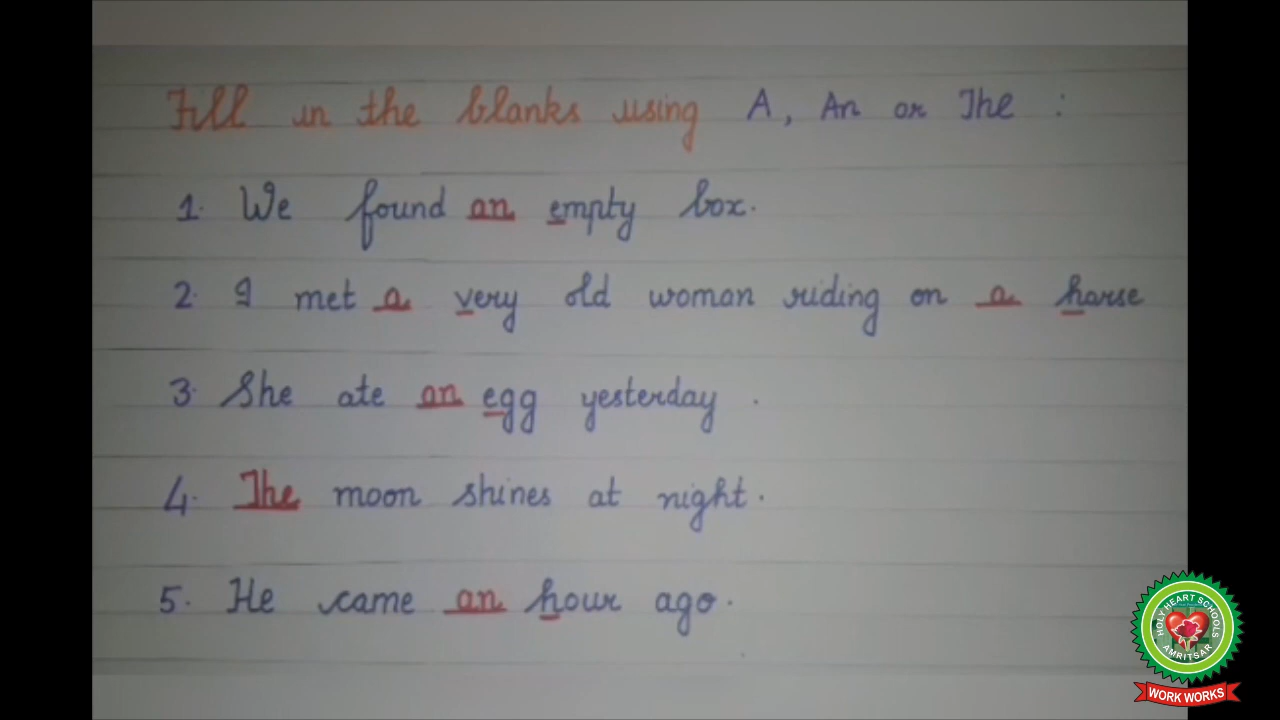 Fill in the blanks using A, An or The :
1. We found an empty box.
2. I met a very old woman riding on a horse
3. She ate an egg yesterday .
4. The moon shines at night.
5. He came an hour ago.
HOLY HEART SCHOOLS
AMRITSAR
WORK WORKS